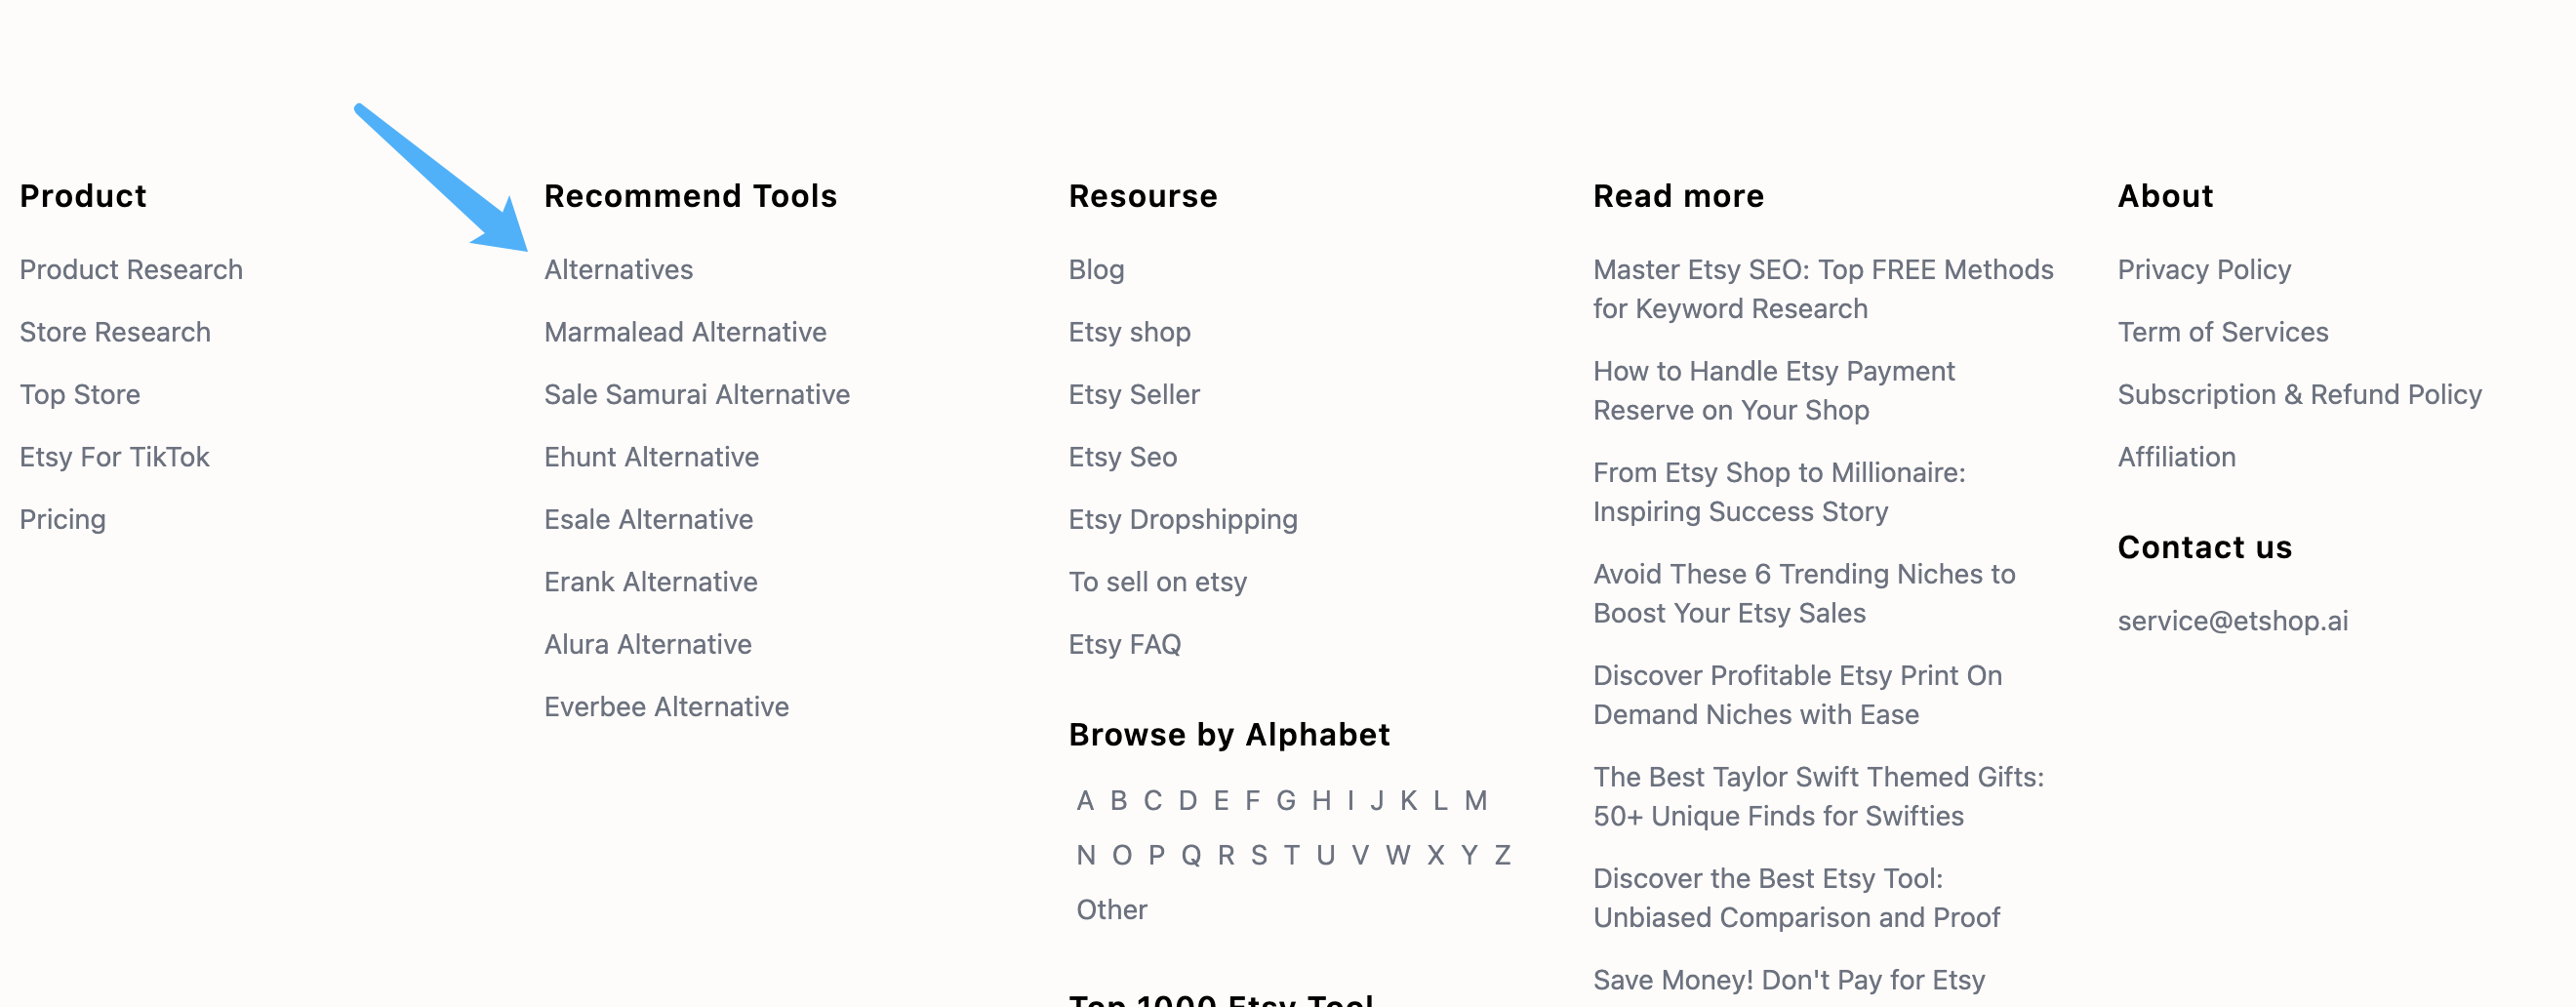 Product
Product Research
Store Research
Top Store
Etsy For TikTok
Pricing
Recommend Tools
Alternatives
Marmalead Alternative
Sale Samurai Alternative
Ehunt Alternative
Esale Alternative
Erank Alternative
Alura Alternative
Everbee Alternative
Resourse
Blog
Etsy shop
Etsy Seller
Etsy Seo
Etsy Dropshipping
To sell on etsy
Etsy FAQ
Browse by Alphabet
A B C D E F G H I J K L M
N O P Q R S T U V W X Y Z
Other
Top 1000 Etsy Tool
Read more
Master Etsy SEO: Top FREE Methods
for Keyword Research
How to Handle Etsy Payment
Reserve on Your Shop
From Etsy Shop to Millionaire:
Inspiring Success Story
Avoid These 6 Trending Niches to
Boost Your Etsy Sales
Discover Profitable Etsy Print On
Demand Niches with Ease
The Best Taylor Swift Themed Gifts:
50+ Unique Finds for Swifties
Discover the Best Etsy Tool:
Unbiased Comparison and Proof
Save Money! Don't Pay for Etsy
About
Privacy Policy
Term of Services
Subscription & Refund Policy
Affiliation
Contact us
service@etshop.ai